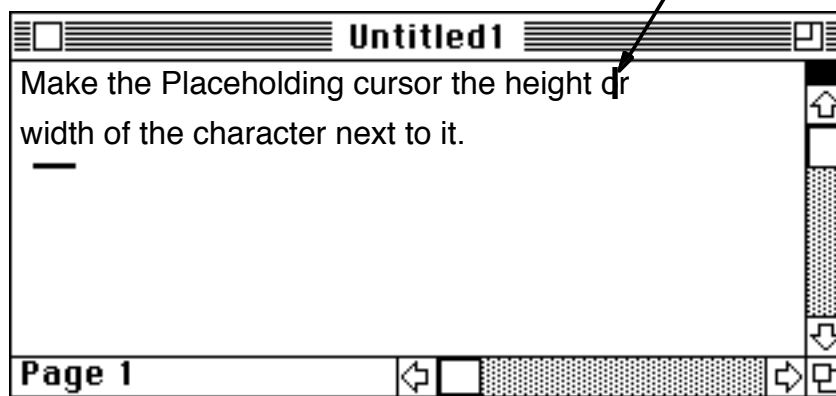 Untitled1
Make the Placeholding cursor the height or
width of the character next to it.
Page 1